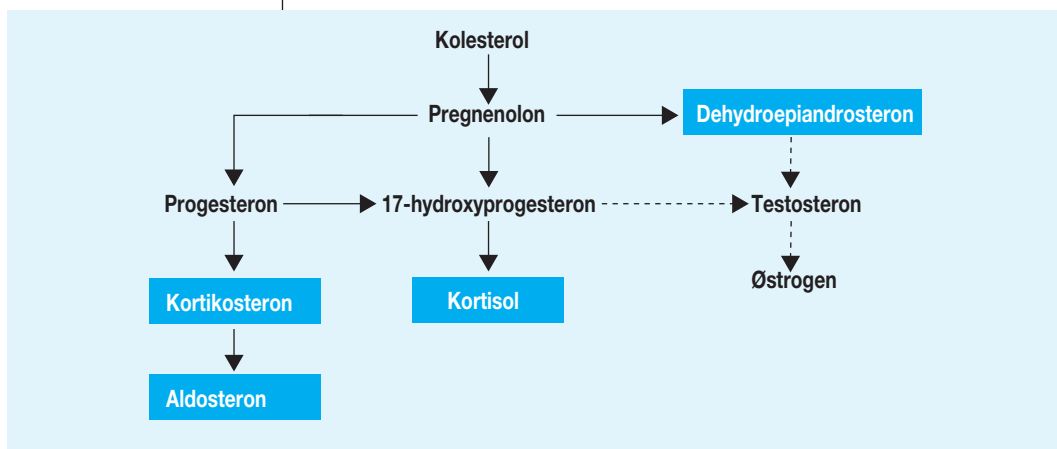 Kolesterol
Pregnenolon
Dehydroepiandrosteron
Progesteron
17-hydroxyprogesteron
Testosteron
Østrogen
Kortikosteron
Kortisol
Aldosteron